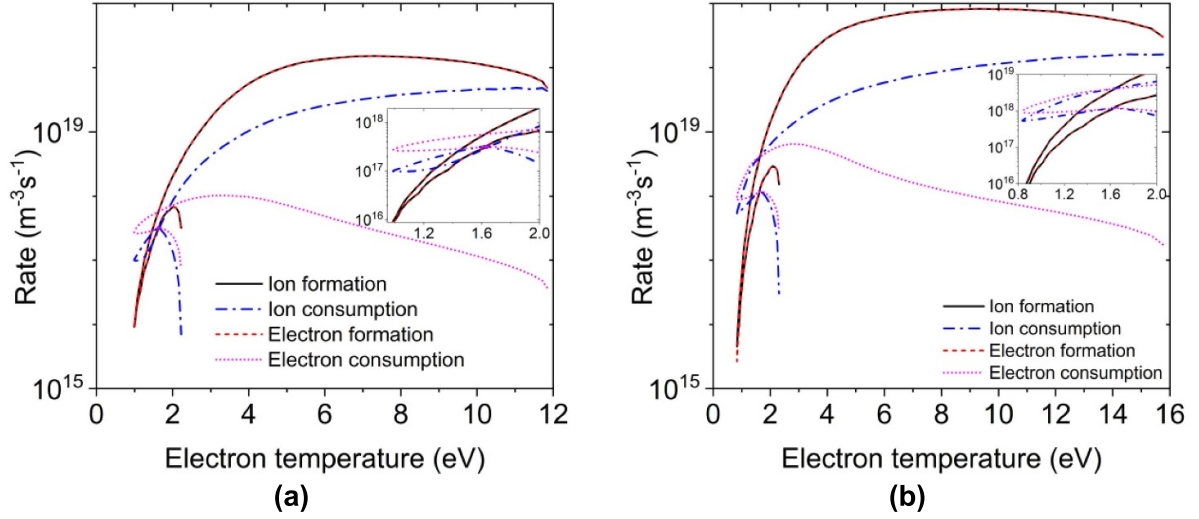 Rate (m⁻³s⁻¹)
10¹⁹
10¹⁵
10¹⁸
10¹⁷
10¹⁶
1.2 1.6 2.0
Ion formation
Ion consumption
Electron formation
Electron consumption
0 2 4 6 8 10 12
Electron temperature (eV)
(a)
Rate (m⁻³s⁻¹)
10¹⁹
10¹⁵
10¹⁹
10¹⁸
10¹⁷
10¹⁶
0.8 1.2 1.6 2.0
Ion formation
Ion consumption
Electron formation
Electron consumption
0 2 4 6 8 10 12 14 16
Electron temperature (eV)
(b)